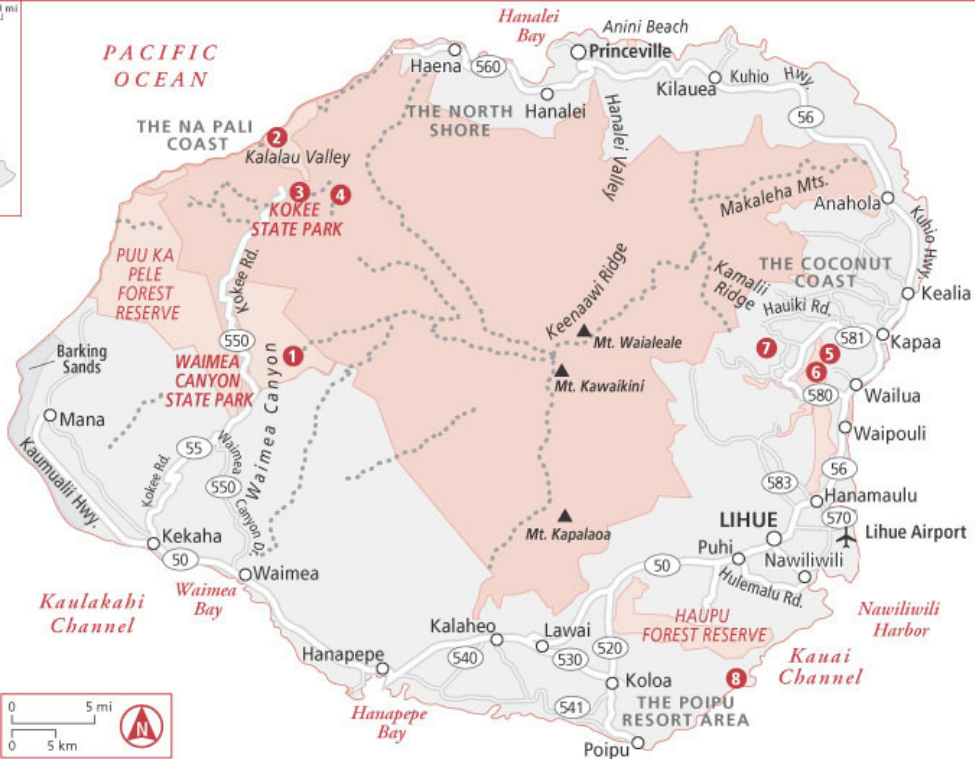 mi
PACIFIC
OCEAN
Hanalei
Bay
Anini Beach
Princeville
Haena
560
Hanalei
Kilauea
Kuhio
Hwy.
56
THE NORTH
SHORE
Hanalei Valley
THE NA PALI
COAST
2
Kalalau Valley
3
4
KOKEE
STATE PARK
Makaleha Mts.
Anahola
Kuhio Hwy.
PUU KA
PELE
FOREST
RESERVE
Kokee Rd.
Keenaawi Ridge
Kamalii
Ridge
THE COCONUT
COAST
Hauiki Rd.
Kealia
550
Mt. Waialeale
7
581
5
Kapaa
Barking
Sands
WAIMEA
CANYON
STATE PARK
1
Waimea Canyon
Mt. Kawaikini
6
580
Wailua
Mana
Waipouli
Kaumualii Hwy.
55
Kokee Rd.
Waimea
550
Canyon D.
583
56
Hanamaulu
Mt. Kapalaoa
LIHUE
570
Lihue Airport
Kekaha
50
Waimea
Puhi
50
Nawiliwili
Hulemalu Rd.
Kaulakahi
Channel
Waimea
Bay
Nawiliwili
Harbor
HAUPU
FOREST RESERVE
Kalaheo
540
Lawai
530
520
Kauai
Channel
Hanapepe
Koloa
8
541
THE POIPU
RESORT AREA
Hanapepe
Bay
Poipu
0
5 mi
0
5 km
N